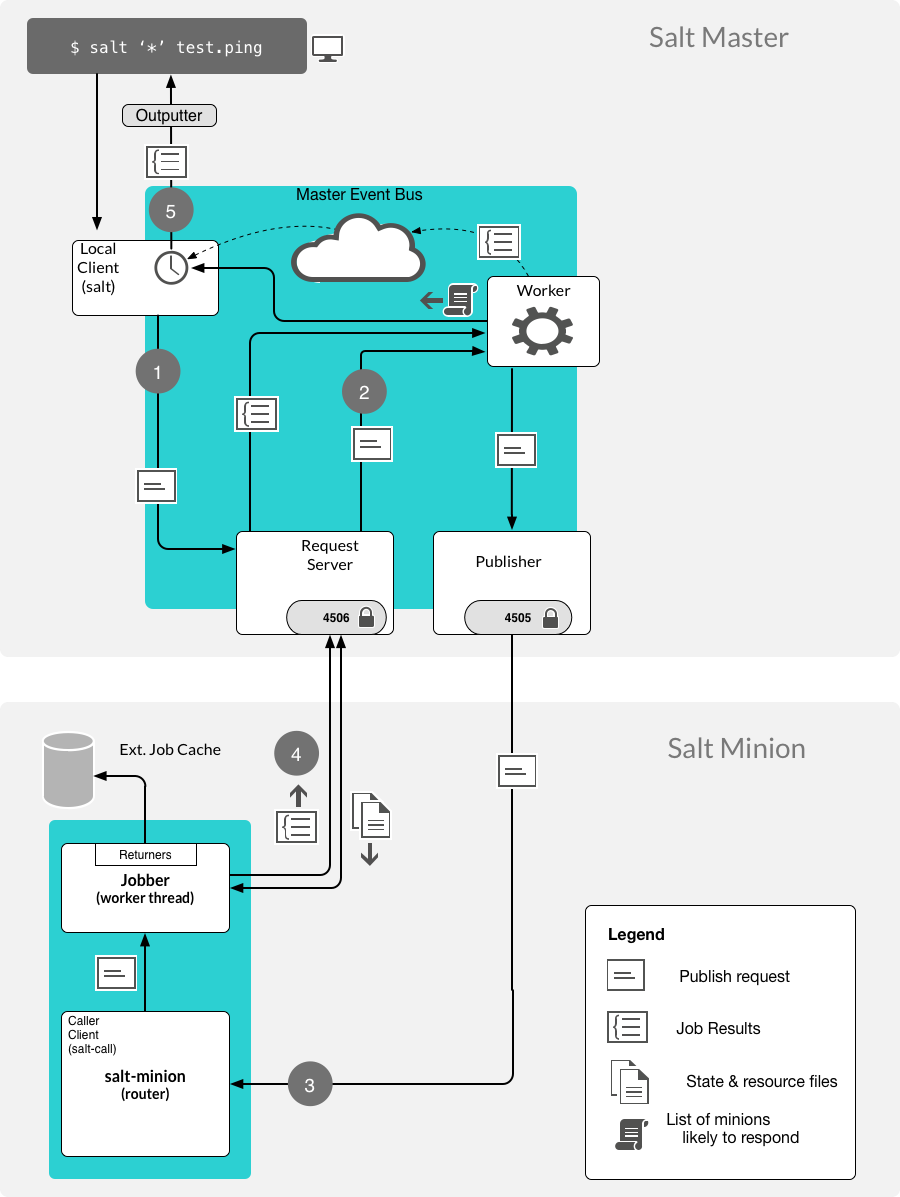 $ salt ‘*’ test.ping
Salt Master
Outputter
5
Master Event Bus
Local
Client
(salt)
Worker
1
2
Request
Server
Publisher
4506
4505
Salt Minion
Ext. Job Cache
4
Returners
Jobber
(worker thread)
Caller
Client
(salt-call)
salt-minion
(router)
3
Legend
Publish request
Job Results
State & resource files
List of minions
likely to respond